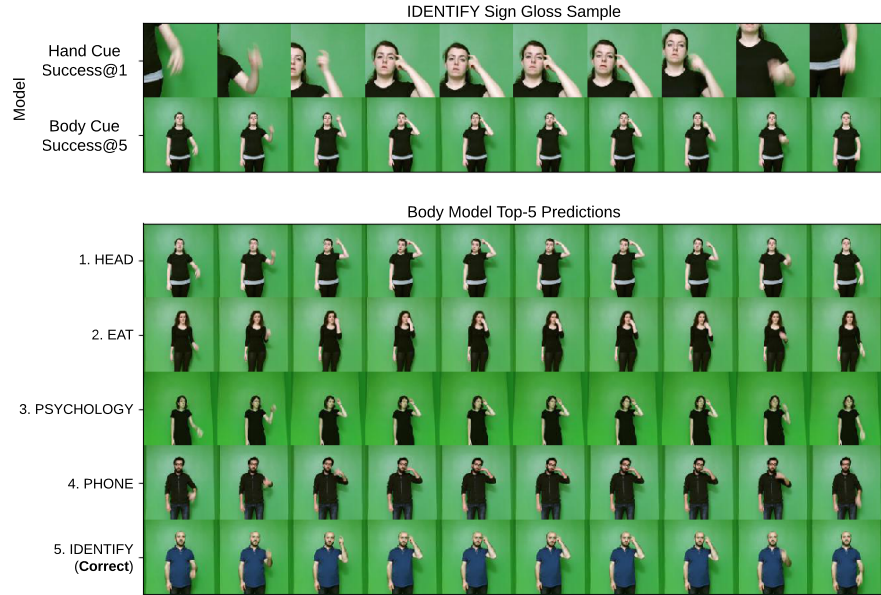 IDENTIFY Sign Gloss Sample
Model
Hand Cue
Success@1
Body Cue
Success@5
Body Model Top-5 Predictions
1. HEAD
2. EAT
3. PSYCHOLOGY
4. PHONE
5. IDENTIFY
(Correct)